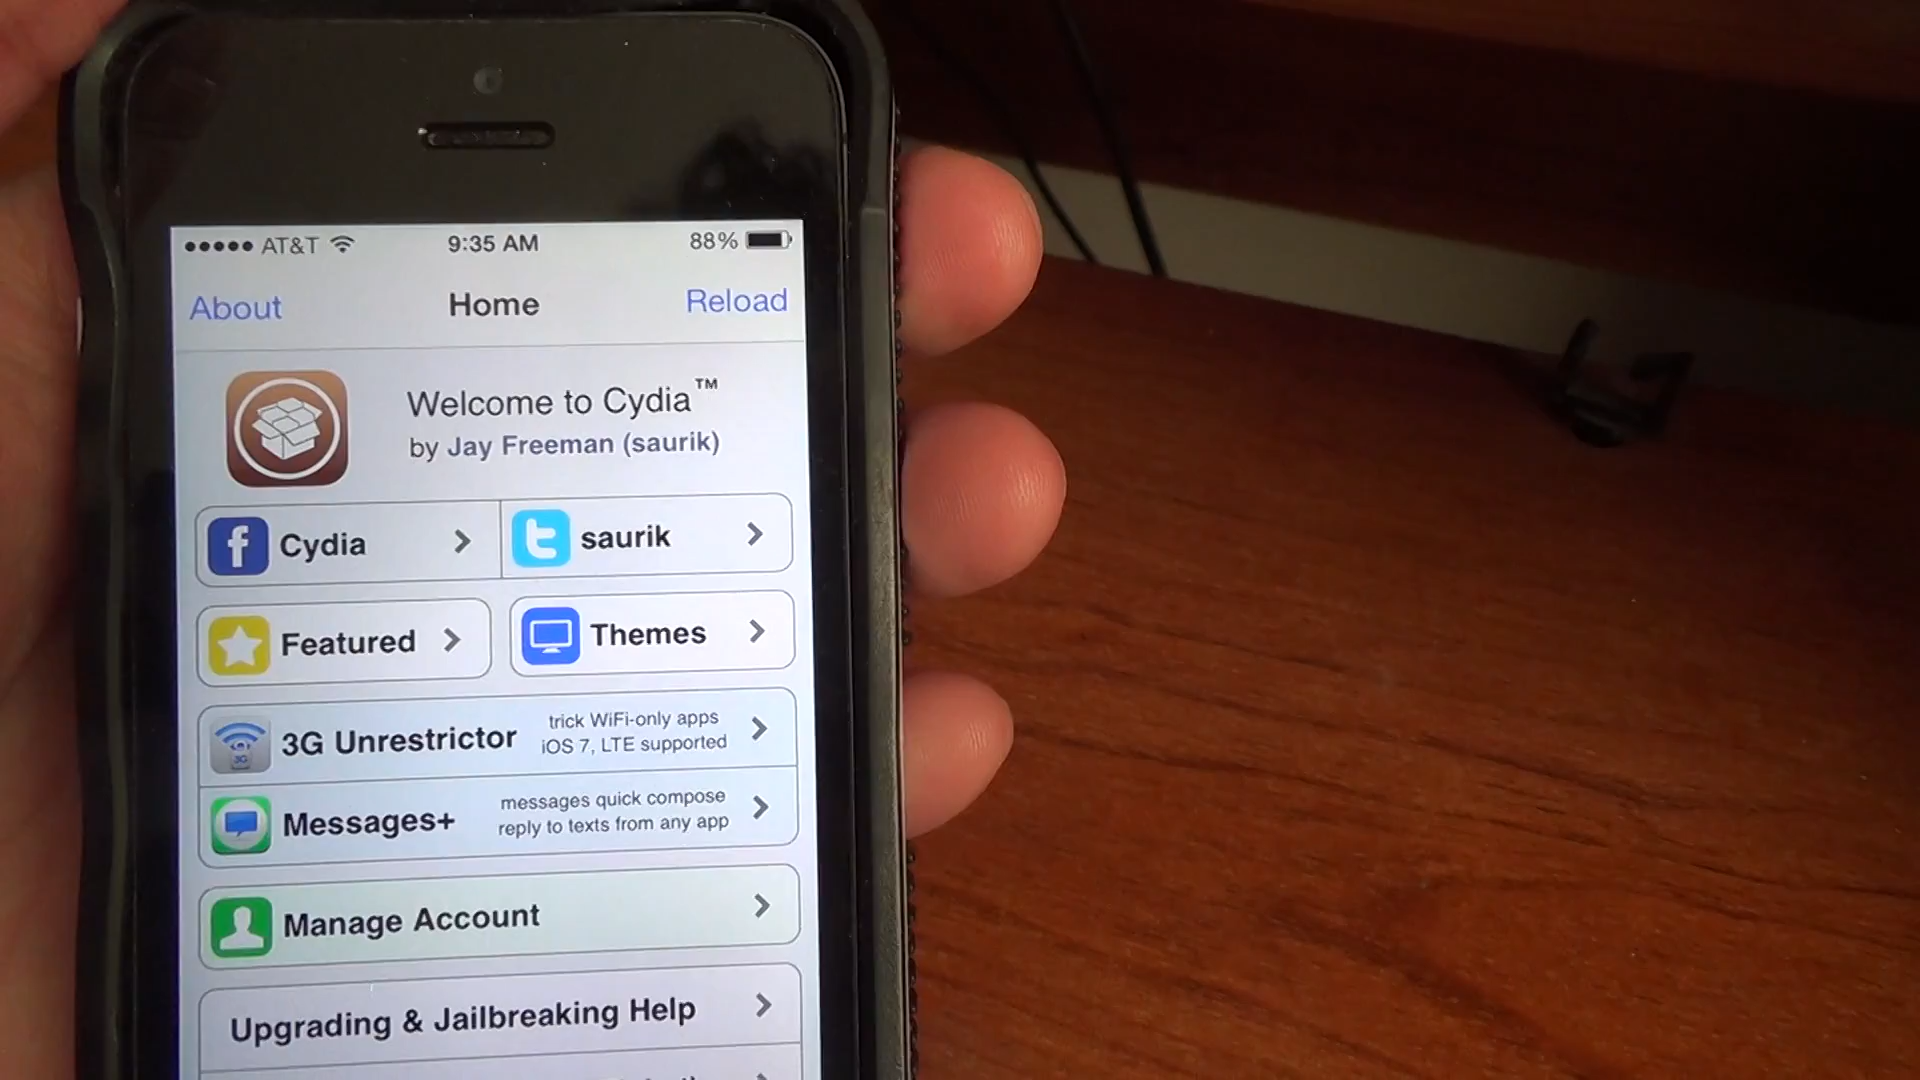 AT&T 9:35 AM 88%
About Home Reload
Welcome to Cydia™
by Jay Freeman (saurik)
Cydia saurik
Featured Themes
3G Unrestrictor
trick WiFi-only apps
iOS 7, LTE supported
3G
Messages+
messages quick compose
reply to texts from any app
Manage Account
Upgrading & Jailbreaking Help